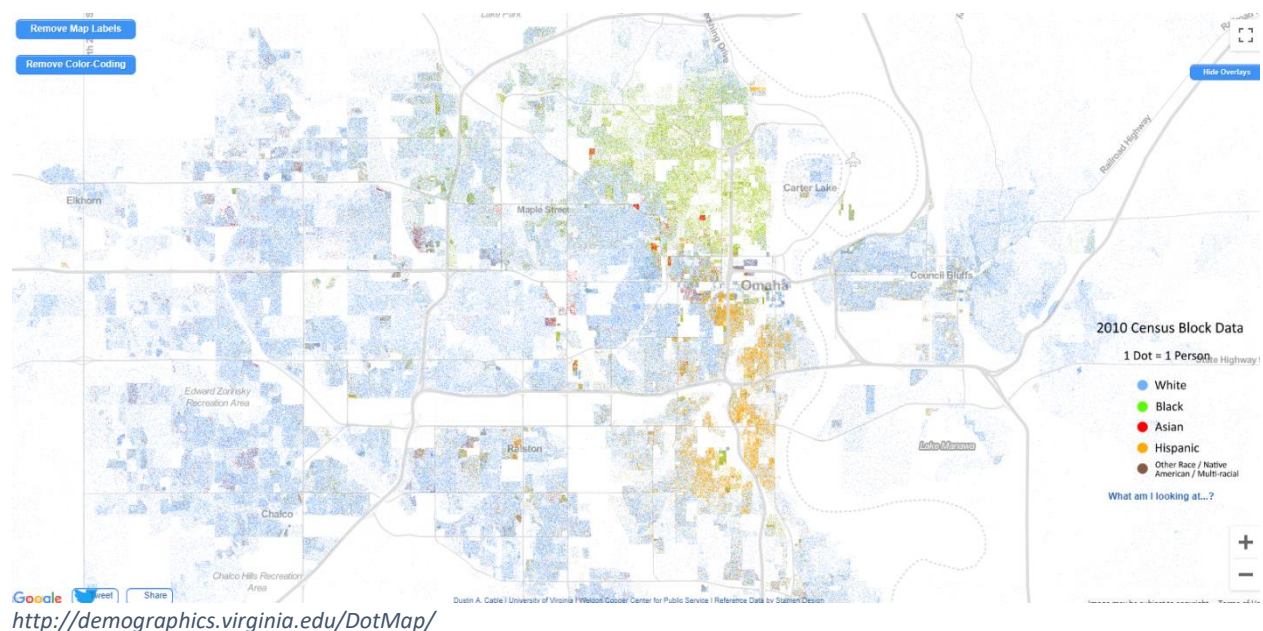 Remove Map Labels
Remove Color-Coding
Lake Park
Hide Overlays
Railroad Highway
Elkhorn
Maple Street
Carter Lake
Omaha
Council Bluffs
2010 Census Block Data
1 Dot = 1 Person
White
Black
Asian
Hispanic
Other Race / Native
American / Multi-racial
What am I looking at...?
Edward Zorinsky
Recreation Area
Ralston
Lake Manawa
Chalco
Chalco Hills Recreation
Area
+
−
Google
Tweet
Share
Dustin A. Cable | University of Virginia | Weldon Cooper Center for Public Service | Reference Data by Stamen Design
http://demographics.virginia.edu/DotMap/